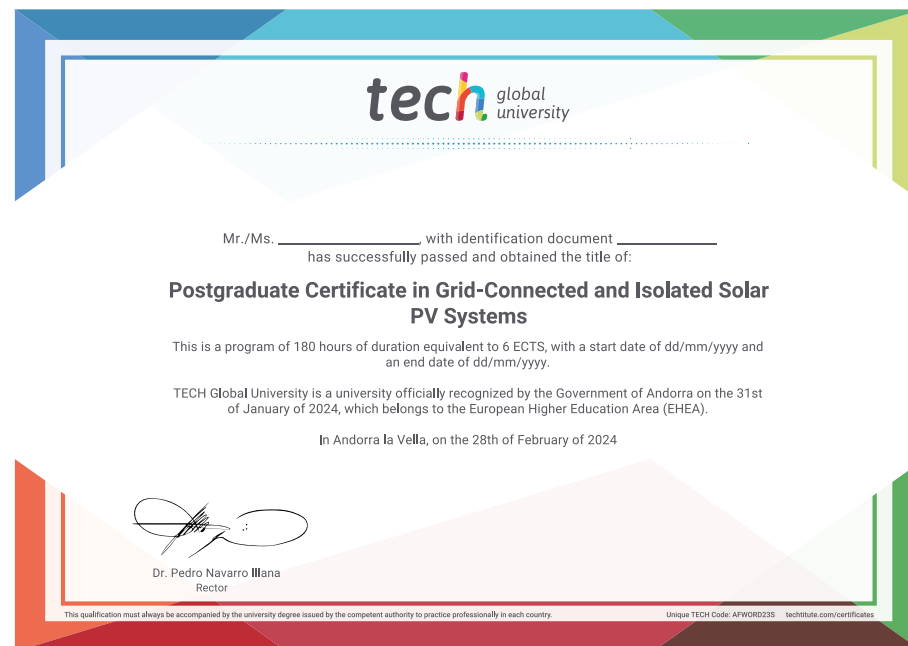 tech global university
Mr./Ms. ____________________, with identification document ______________
has successfully passed and obtained the title of:
Postgraduate Certificate in Grid-Connected and Isolated Solar
PV Systems
This is a program of 180 hours of duration equivalent to 6 ECTS, with a start date of dd/mm/yyyy and
an end date of dd/mm/yyyy.
TECH Global University is a university officially recognized by the Government of Andorra on the 31st
of January of 2024, which belongs to the European Higher Education Area (EHEA).
In Andorra la Vella, on the 28th of February of 2024
Dr. Pedro Navarro Illana
Rector
This qualification must always be accompanied by the university degree issued by the competent authority to practice professionally in each country. Unique TECH Code: AFWORD23S techtitute.com/certificates